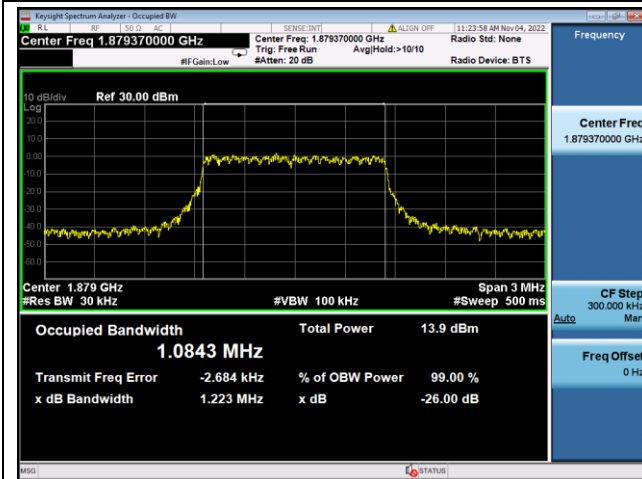 Keysight Spectrum Analyzer - Occupied BW
RL RF 50 Ω AC SENSE:INT ALIGN OFF 11:23:58 AM Nov 04, 2022
Center Freq 1.879370000 GHz Center Freq: 1.879370000 GHz Radio Std: None
Trig: Free Run Avg|Hold:>10/10
#IFGain:Low #Atten: 20 dB Radio Device: BTS
10 dB/div Ref 30.00 dBm
Log
20.0
10.0
0.00
-10.0
-20.0
-30.0
-40.0
-50.0
-60.0
Center 1.879 GHz Span 3 MHz
#Res BW 30 kHz #VBW 100 kHz #Sweep 500 ms
Occupied Bandwidth Total Power 13.9 dBm
1.0843 MHz
Transmit Freq Error -2.684 kHz % of OBW Power 99.00 %
x dB Bandwidth 1.223 MHz x dB -26.00 dB
MSG STATUS
Frequency
Center Freq
1.879370000 GHz
CF Step
300.000 kHz
Auto Man
Freq Offset
0 Hz